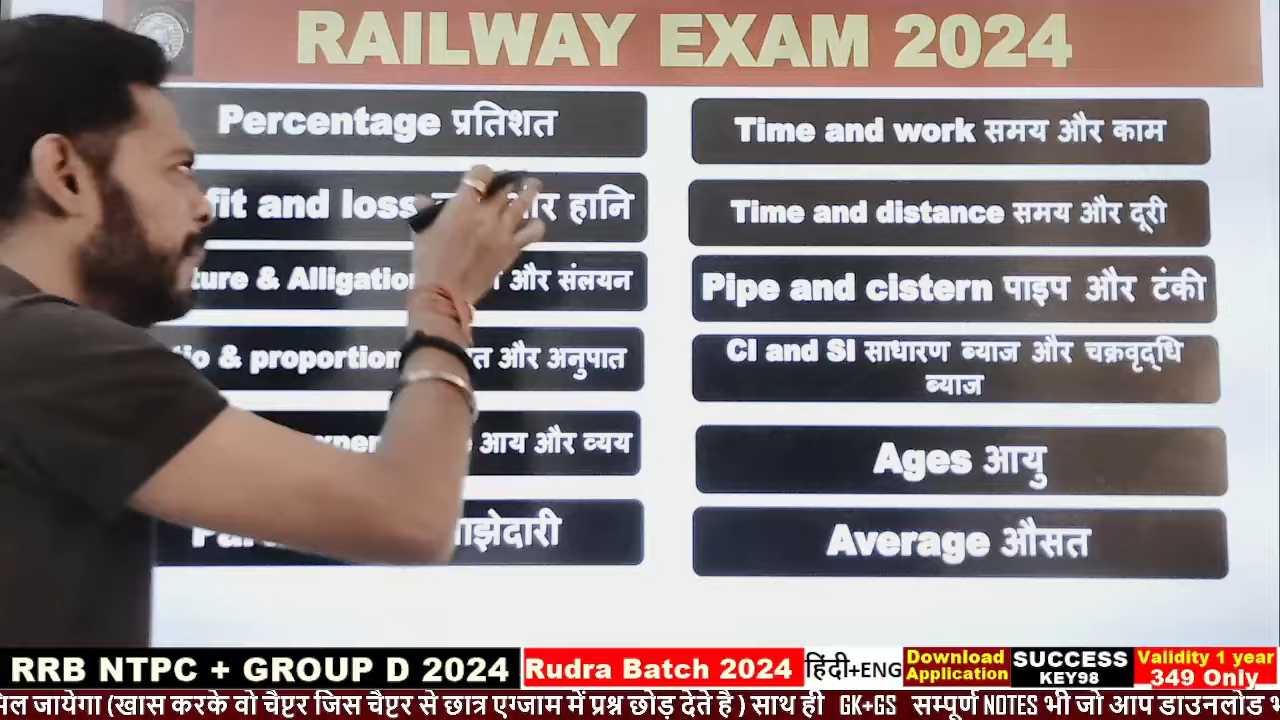 RAILWAY EXAM 2024
Percentage प्रतिशत
fit and loss और हानि
ture & Alligation और संलयन
io & proportion और अनुपात
आय और व्यय
साझेदारी
Time and work समय और काम
Time and distance समय और दूरी
Pipe and cistern पाइप और टंकी
CI and SI साधारण ब्याज और चक्रवृद्धि
ब्याज
Ages आयु
Average औसत
RRB NTPC + GROUP D 2024
Rudra Batch 2024
हिंदी+ENG
Download
Application
SUCCESS
KEY98
Validity 1 year
349 Only
मिल जायेगा (खास करके वो चैप्टर जिस चैप्टर से छात्र एग्जाम में प्रश्न छोड़ देते है ) साथ ही GK+GS सम्पूर्ण NOTES भी जो आप डाउनलोड